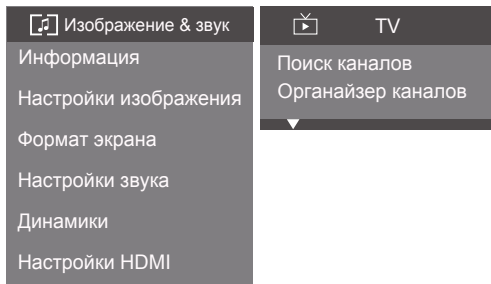 Изображение & звук
Информация
Настройки изображения
Формат экрана
Настройки звука
Динамики
Настройки HDMI
TV
Поиск каналов
Органайзер каналов